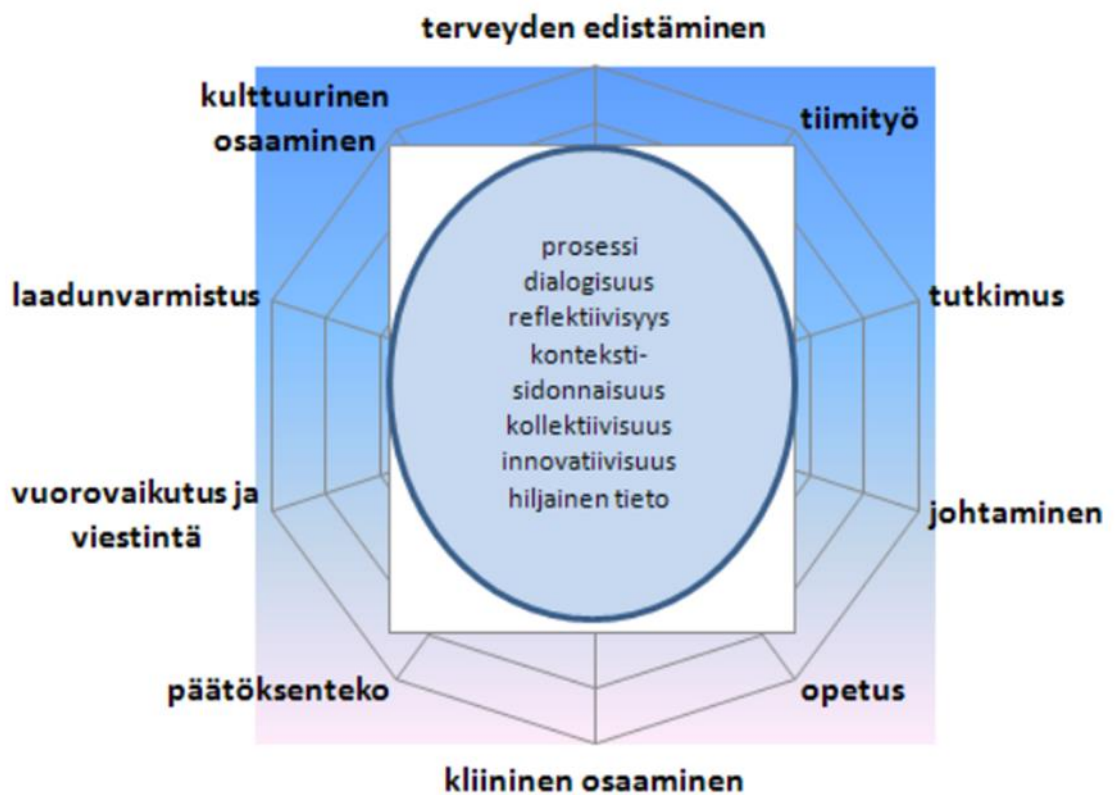 terveyden edistäminen
kulttuurinen
osaaminen
tiimityö
laadunvarmistus
tutkimus
prosessi
dialogisuus
reflektiivisyys
konteksti-
sidonnaisuus
kollektiivisuus
innovatiivisuus
hiljainen tieto
vuorovaikutus ja
viestintä
johtaminen
päätöksenteko
opetus
kliininen osaaminen